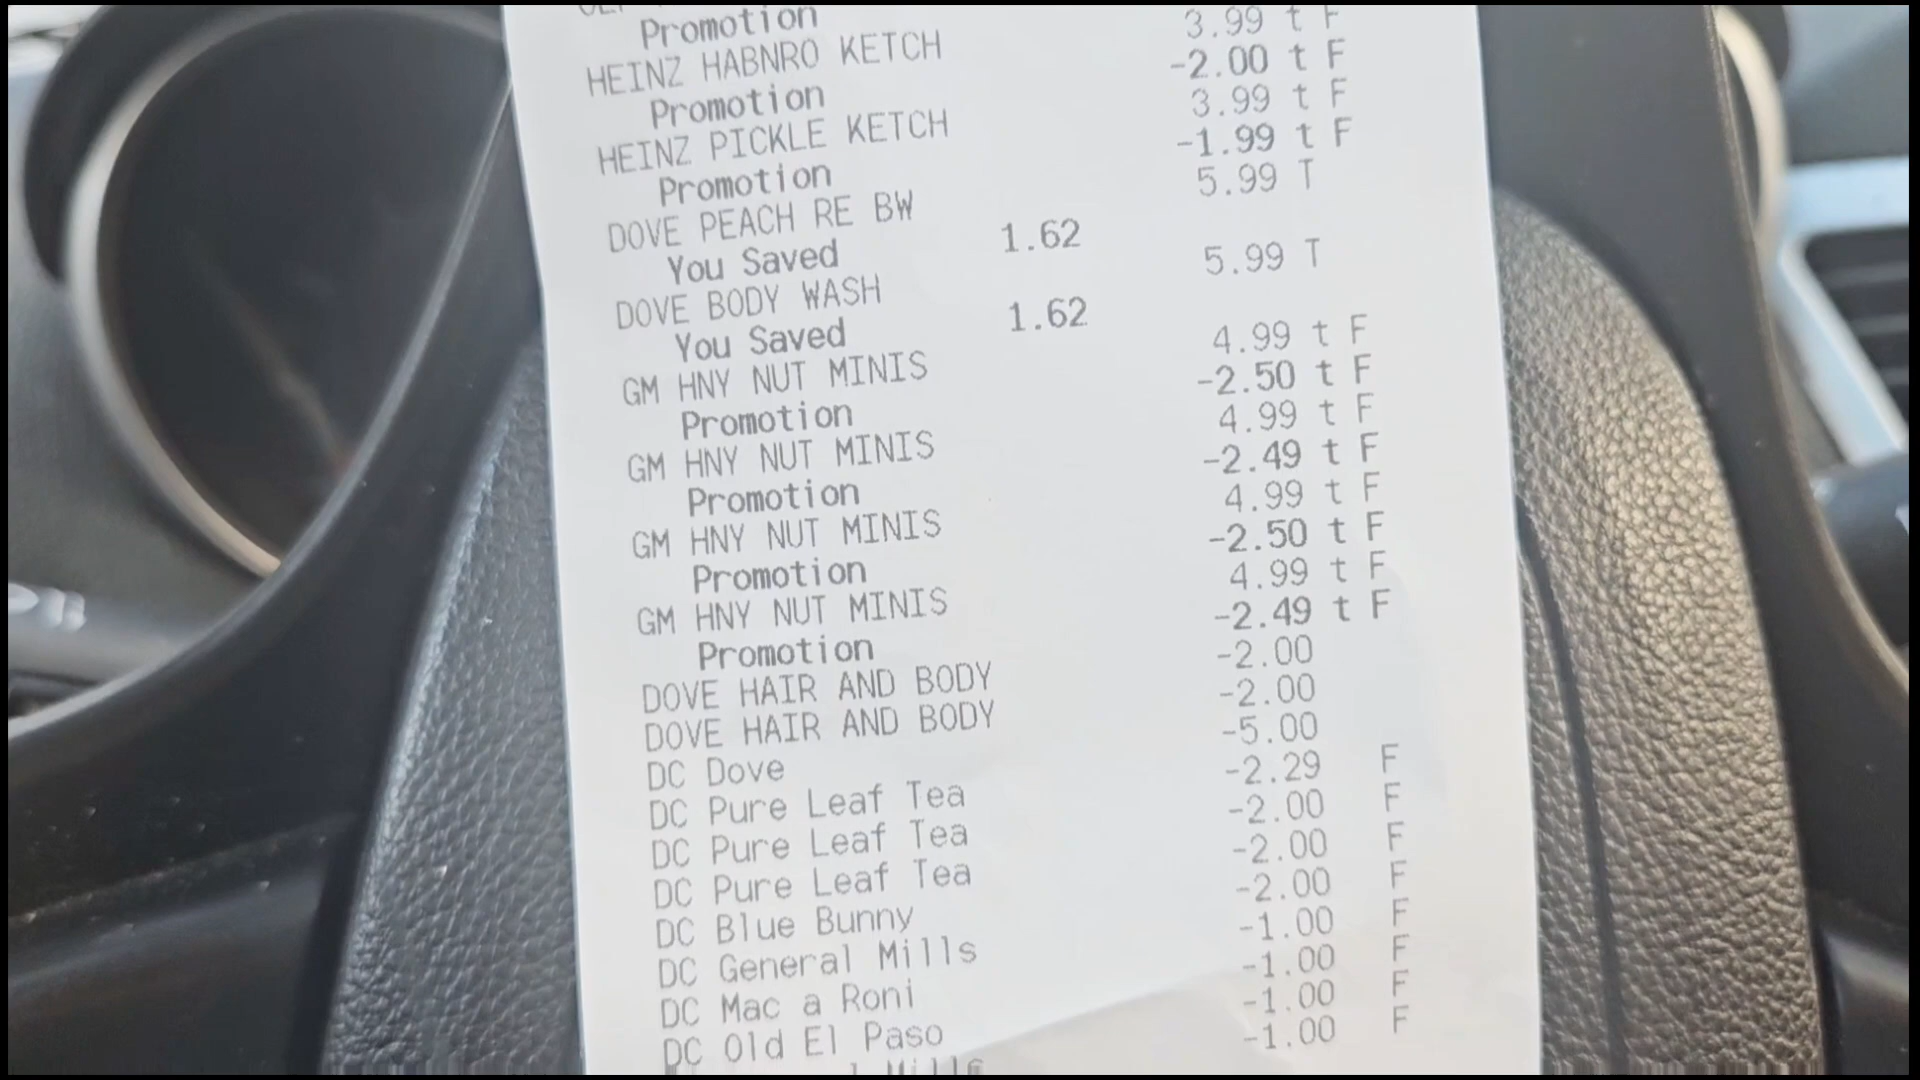 Promotion
HEINZ HABNRO KETCH 3.99 t F
Promotion -2.00 t F
HEINZ PICKLE KETCH 3.99 t F
Promotion -1.99 t F
DOVE PEACH RE BW 5.99 T
You Saved 1.62
DOVE BODY WASH 5.99 T
You Saved 1.62
GM HNY NUT MINIS 4.99 t F
Promotion -2.50 t F
GM HNY NUT MINIS 4.99 t F
Promotion -2.49 t F
GM HNY NUT MINIS 4.99 t F
Promotion -2.50 t F
GM HNY NUT MINIS 4.99 t F
Promotion -2.49 t F
DOVE HAIR AND BODY -2.00
DOVE HAIR AND BODY -2.00
DC Dove -5.00
DC Pure Leaf Tea -2.29 F
DC Pure Leaf Tea -2.00 F
DC Pure Leaf Tea -2.00 F
DC Blue Bunny -2.00 F
DC General Mills -1.00 F
DC Mac a Roni -1.00 F
DC Old El Paso -1.00 F
-1.00 F